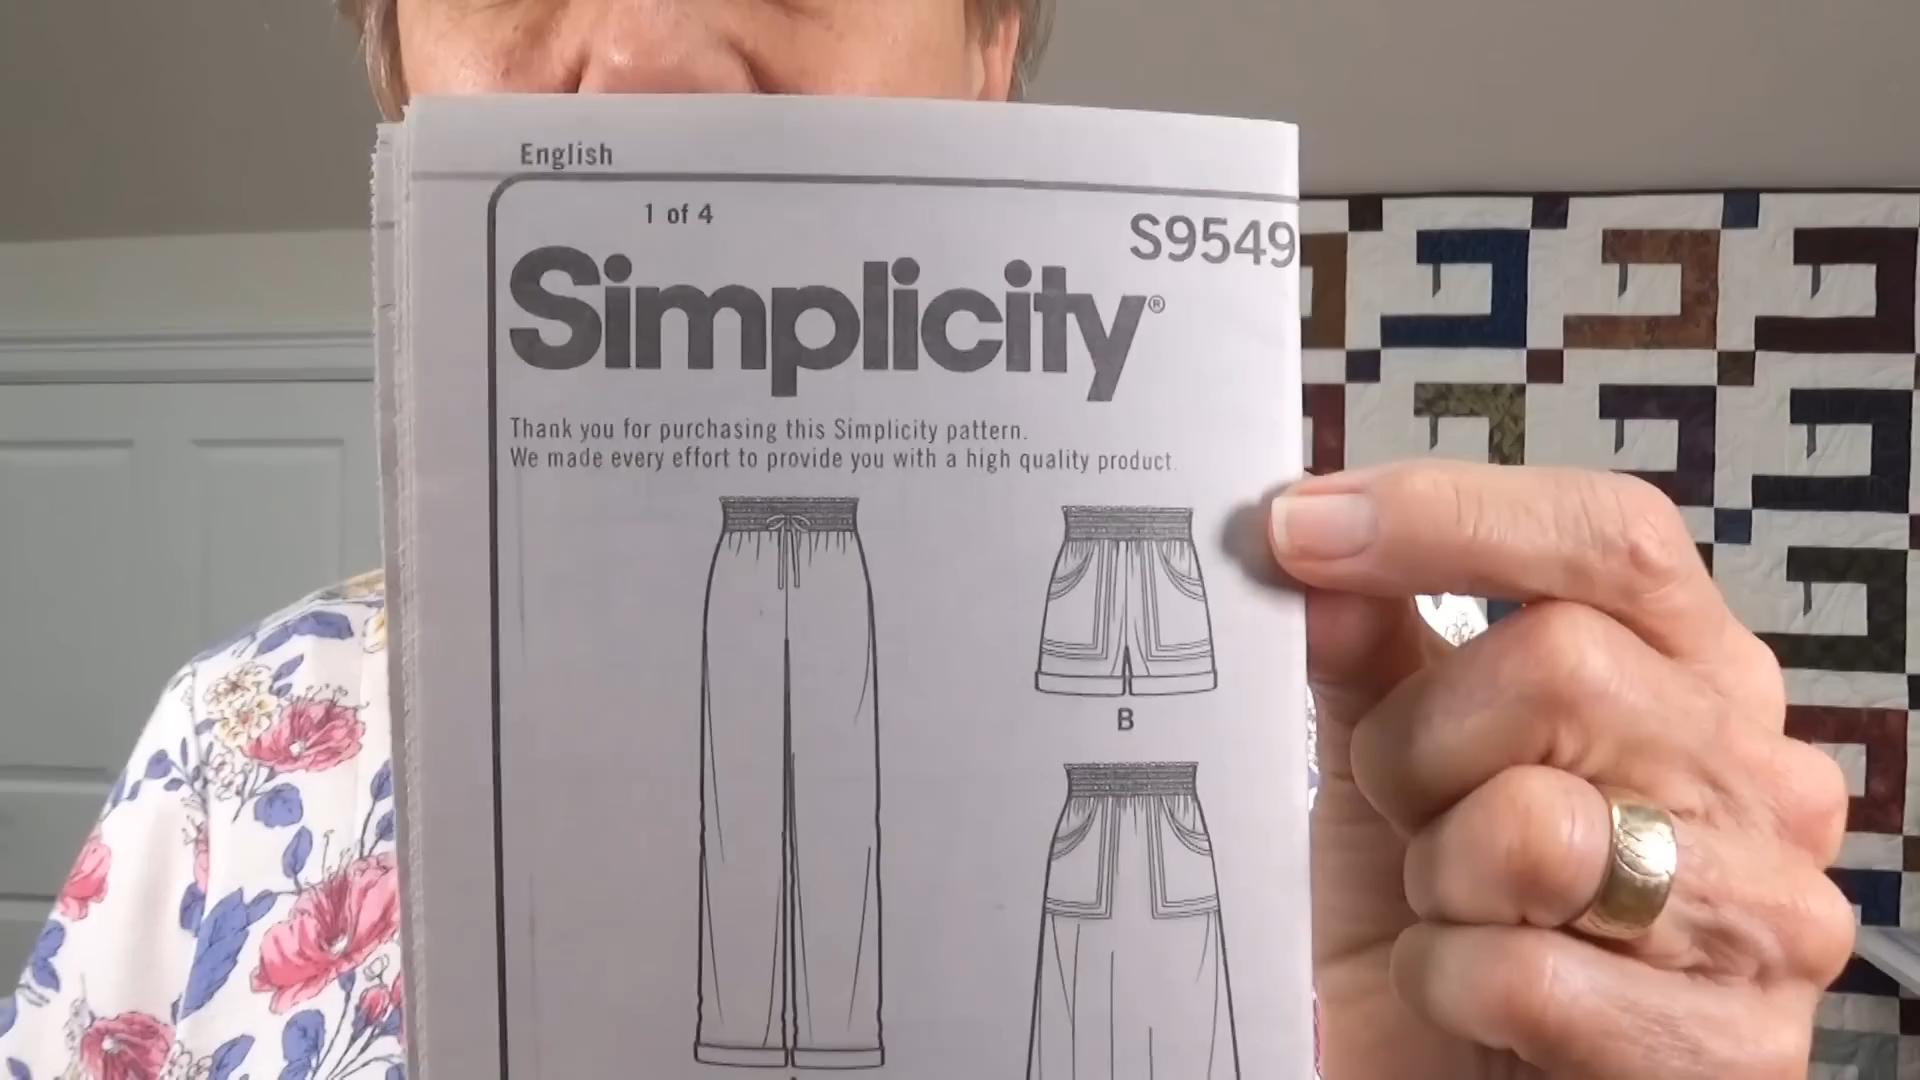 English
1 of 4
S9549
Simplicity®
Thank you for purchasing this Simplicity pattern.
We made every effort to provide you with a high quality product.
B